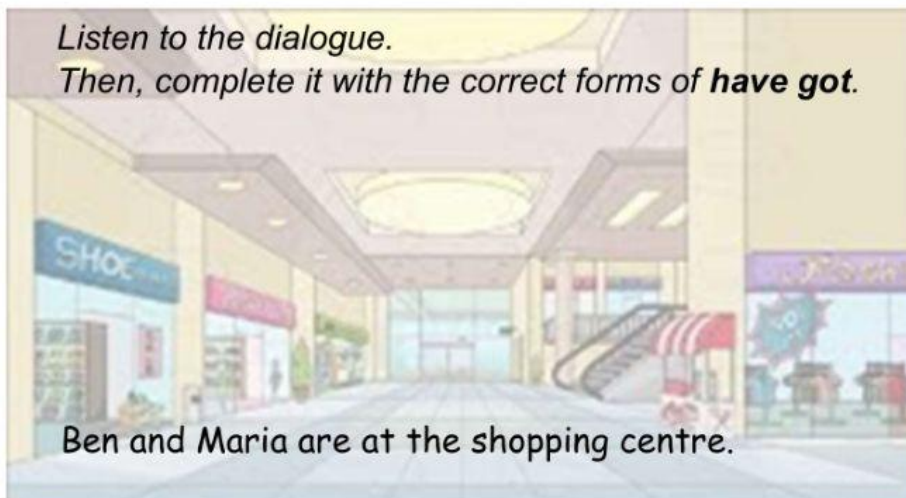 Listen to the dialogue.
Then, complete it with the correct forms of have got.
SHOE
Ben and Maria are at the shopping centre.